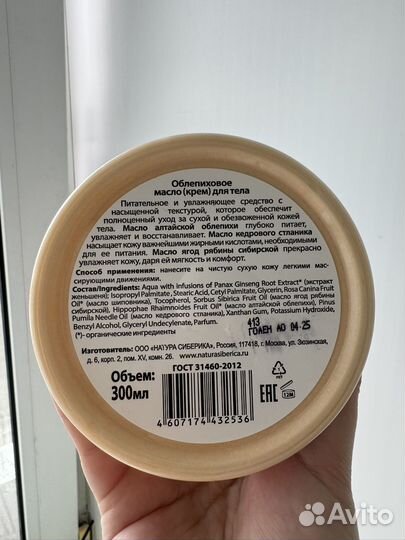 Облепиховое
масло (крем) для тела
Питательное и увлажняющее средство с
насыщенной текстурой, которое обеспечит
полноценный уход за сухой и обезвоженной кожей
тела. Масло алтайской облепихи глубоко питает,
увлажняет и восстанавливает. Масло кедрового стланика
насыщает кожу важнейшими жирными кислотами, необходимыми
для ее питания. Масло ягод рябины сибирской прекрасно
увлажняет кожу, даря ей мягкость и комфорт.
Способ применения: нанесите на чистую сухую кожу легкими мас-
сирующими движениями.
Состав/Ingredients: Aqua with infusions of Panax Ginseng Root Extract* (экстракт
женьшеня); Isopropyl Palmitate, Stearic Acid, Cetyl Palmitate, Glycerin, Rosa Canina Fruit
Oil* (масло шиповника), Tocopherol, Sorbus Sibirica Fruit Oil (масло ягод рябины
сибирской), Hippophae Rhamnoides Fruit Oil* (масло алтайской облепихи), Pinus
Pumila Needle Oil (масло кедрового стланика), Xanthan Gum, Potassium Hydroxide,
Benzyl Alcohol, Glyceryl Undecylenate, Parfum.
(*)- органические ингредиенты
413
ГОДЕН ДО 04 25
Изготовитель: ООО «НАТУРА СИБЕРИКА», Россия, 117418, г. Москва, ул. Зюзинская,
д. 6, корп. 2, пом. XV, комн. 26. www.naturasiberica.ru
ГОСТ 31460-2012
Объем:
300мл
4607174432536
EAC
12M
Avito